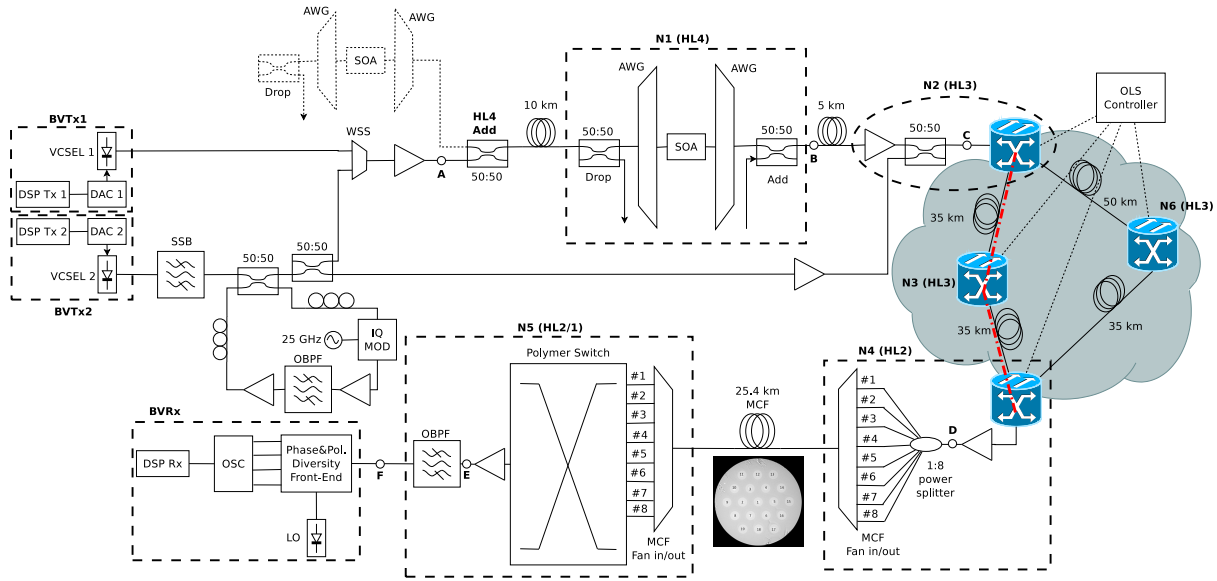 AWG
AWG
SOA
Drop
N1 (HL4)
AWG
AWG
SOA
50:50
Drop
50:50
Add
BVTx1
VCSEL 1
DSP Tx 1
DAC 1
DSP Tx 2
DAC 2
VCSEL 2
BVTx2
WSS
A
HL4
Add
50:50
10 km
B
5 km
N2 (HL3)
50:50
C
OLS
Controller
SSB
50:50
50:50
25 GHz
IQ
MOD
OBPF
35 km
50 km
N6 (HL3)
N3 (HL3)
35 km
35 km
N5 (HL2/1)
Polymer Switch
#1
#2
#3
#4
#5
#6
#7
#8
MCF
Fan in/out
25.4 km
MCF
N4 (HL2)
#1
#2
#3
#4
#5
#6
#7
#8
MCF
Fan in/out
D
1:8
power
splitter
BVRx
DSP Rx
OSC
Phase&Pol.
Diversity
Front-End
LO
F
OBPF
E